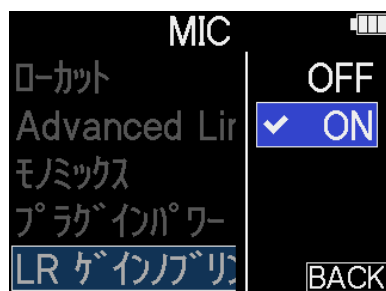 MIC
ローカット
OFF
Advanced Lir
ON
モノミックス
プラグインパワー
LR ゲインノブリン
BACK